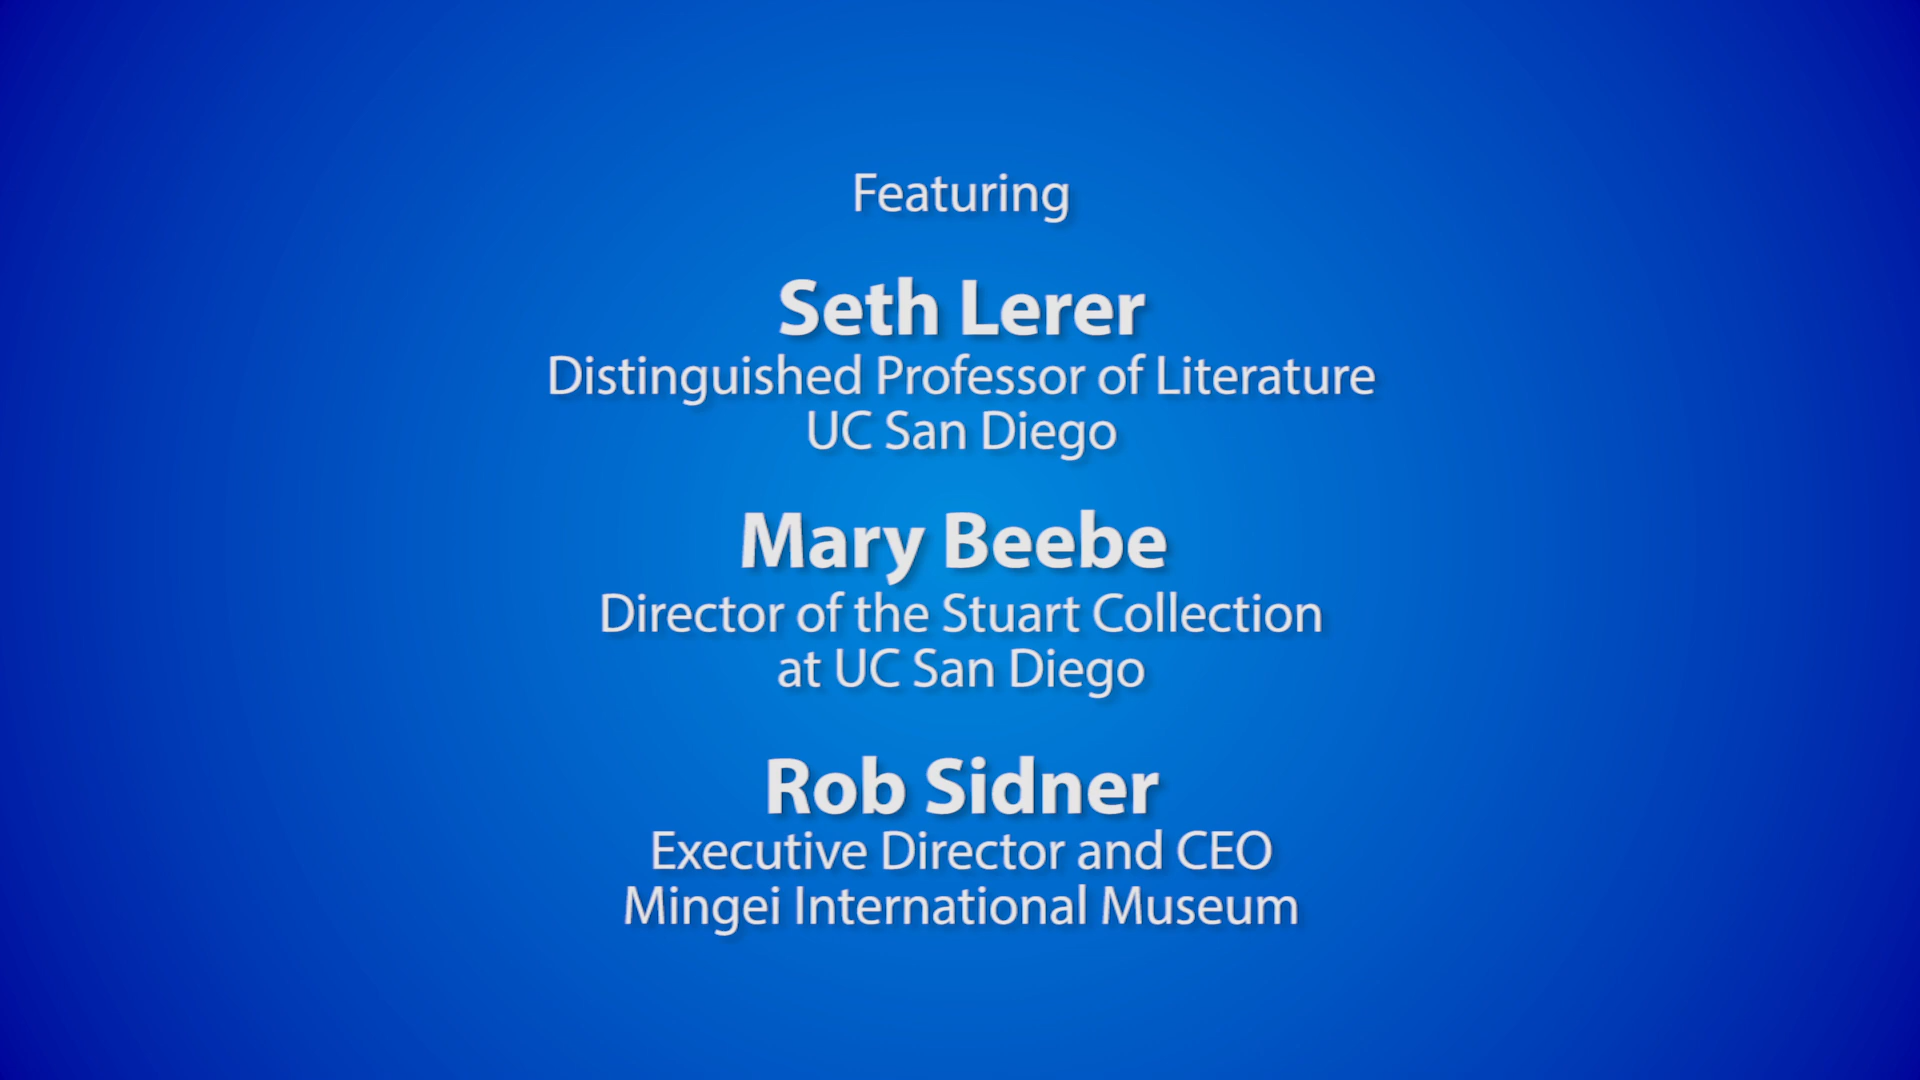 Featuring
Seth Lerer
Distinguished Professor of Literature
UC San Diego
Mary Beebe
Director of the Stuart Collection
at UC San Diego
Rob Sidner
Executive Director and CEO
Mingei International Museum